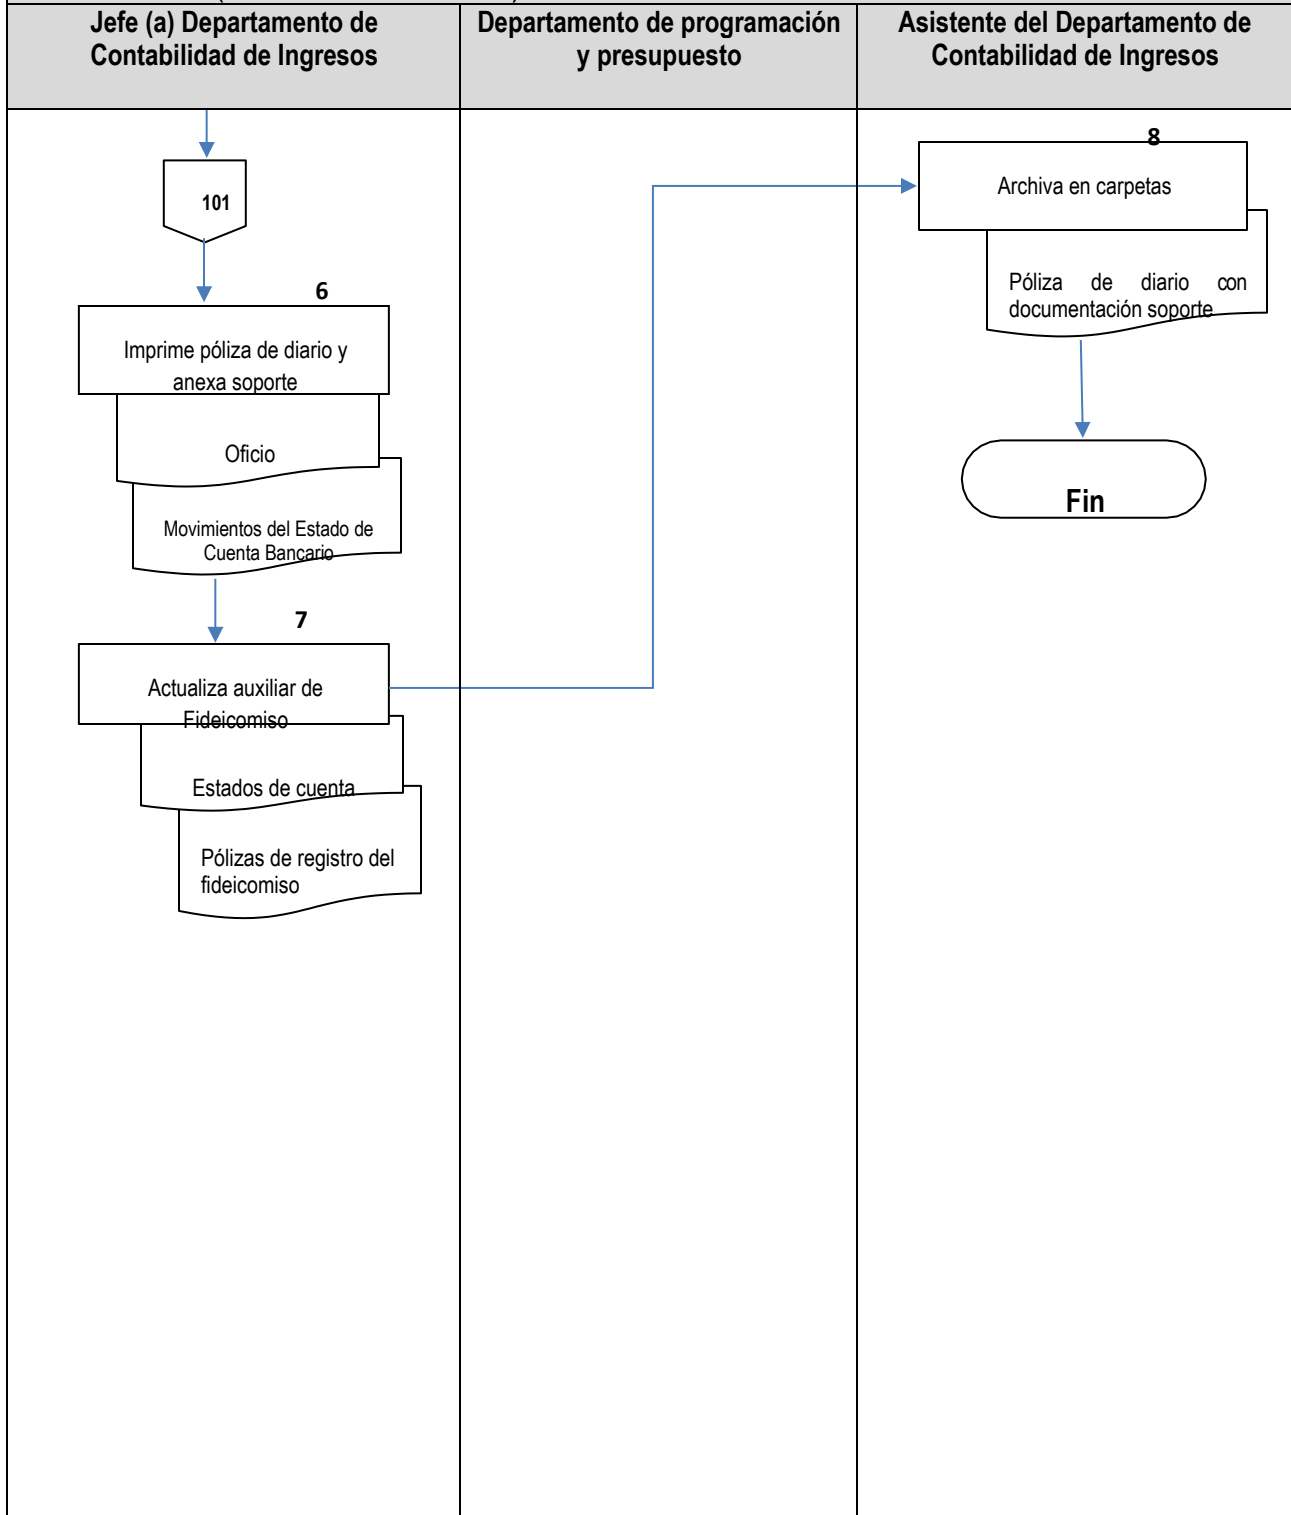 Jefe (a) Departamento de
Contabilidad de Ingresos
Departamento de programación
y presupuesto
Asistente del Departamento de
Contabilidad de Ingresos
101
6
Imprime póliza de diario y
anexa soporte
Oficio
Movimientos del Estado de
Cuenta Bancario
7
Actualiza auxiliar de
Fideicomiso
Estados de cuenta
Pólizas de registro del
fideicomiso
8
Archiva en carpetas
Póliza de diario con
documentación soporte
Fin